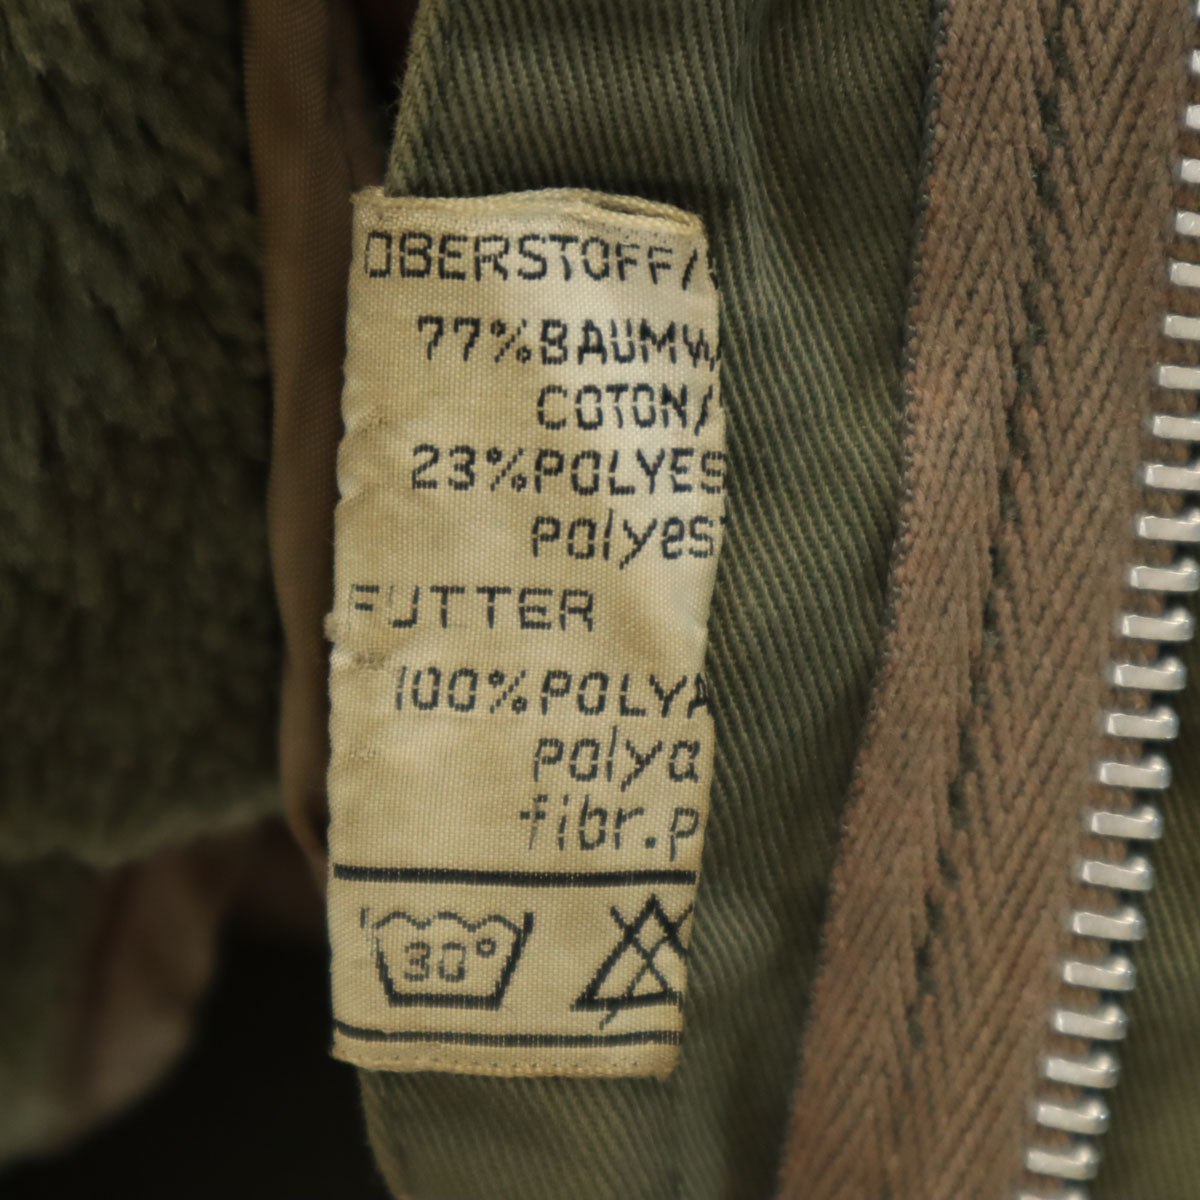 OBERSTOFF/
77% BAUMW
COTON/
23% POLYES
polyes
FUTTER
100% POLYA
polya
fibr.p
30°